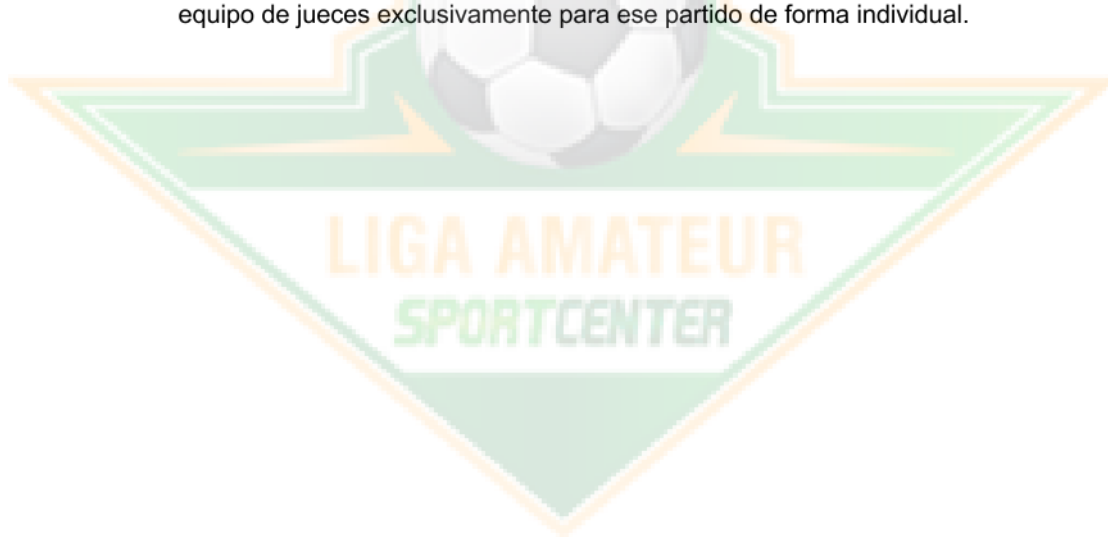 equipo de jueces exclusivamente para ese partido de forma individual.
LIGA AMATEUR
SPORTCENTER